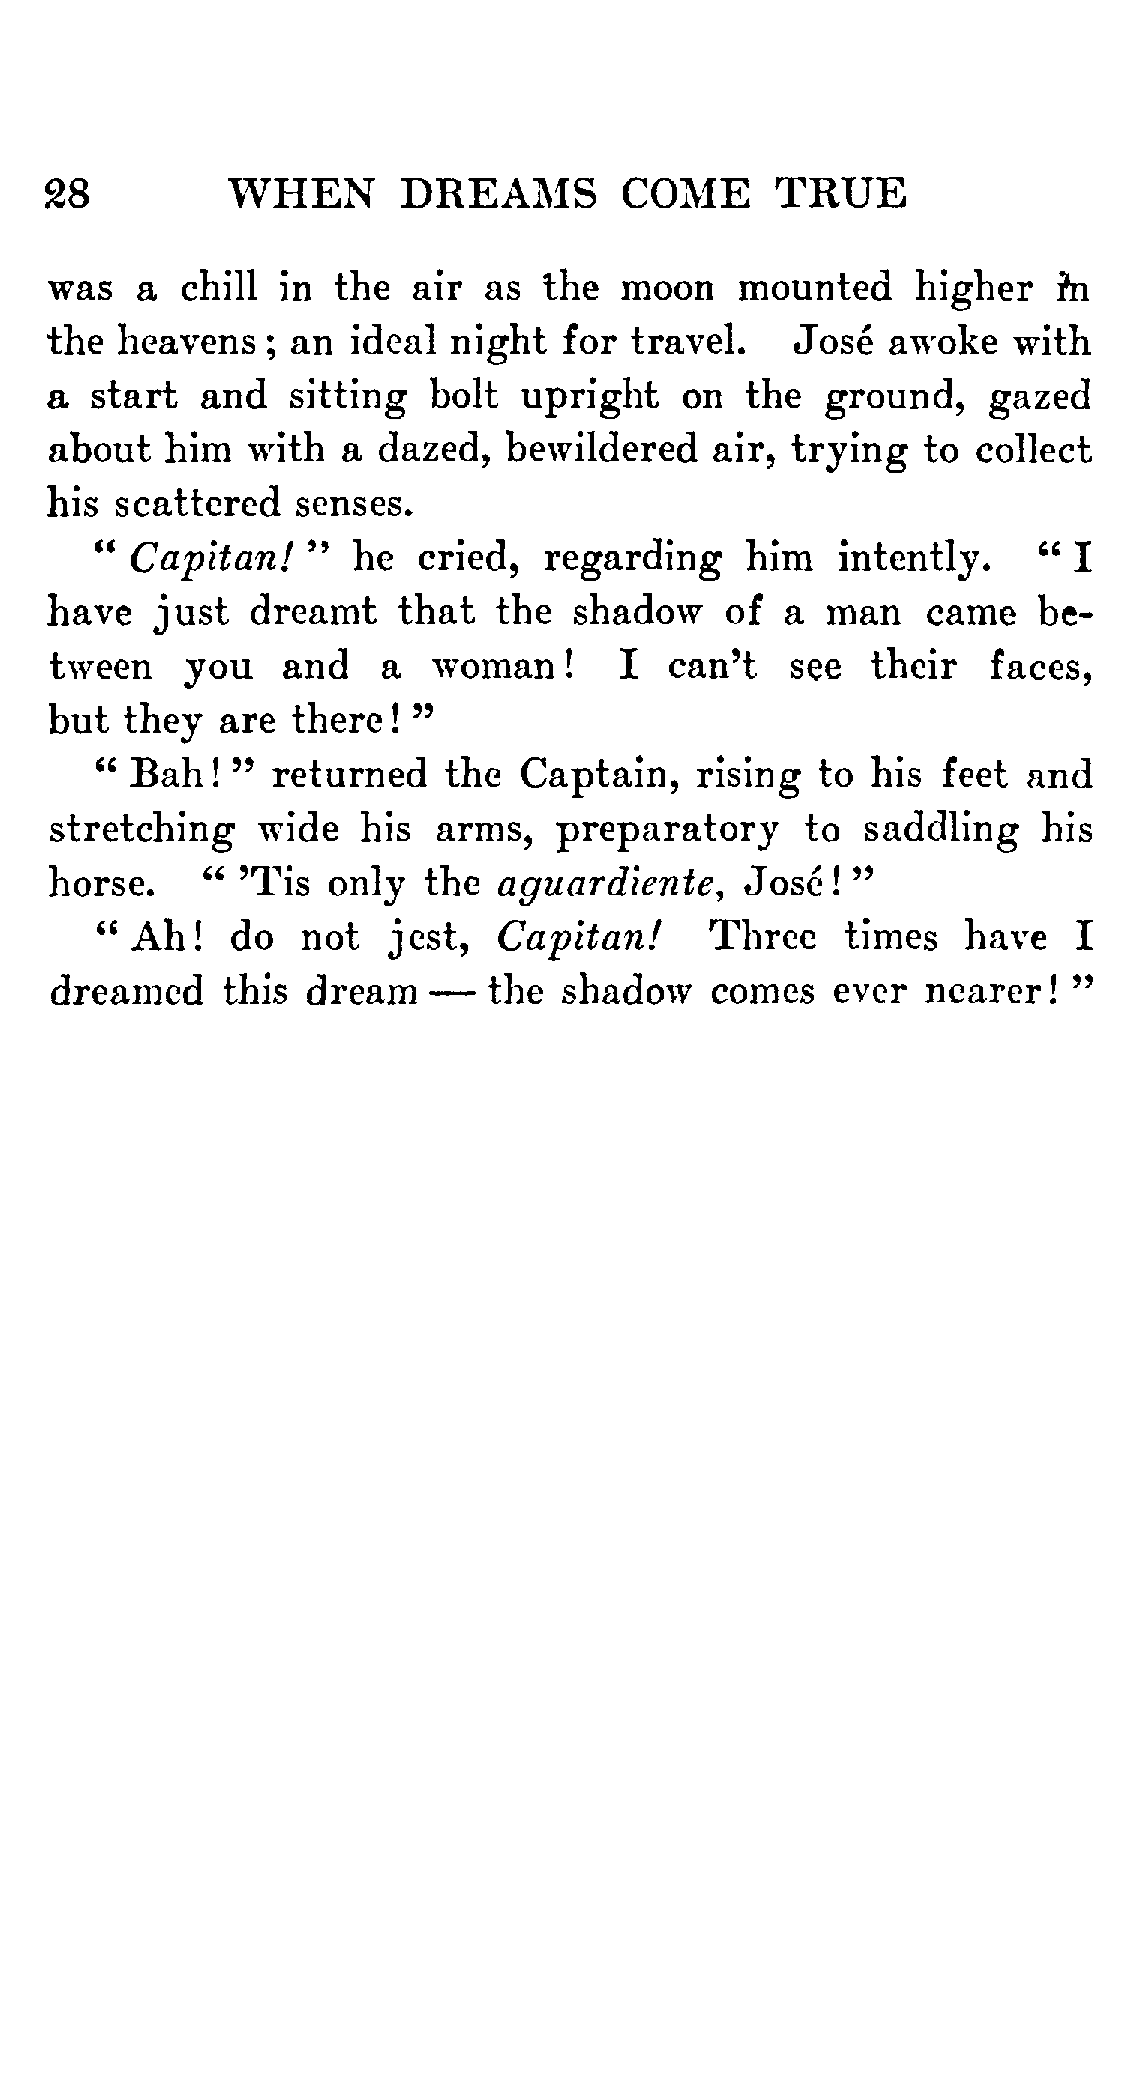 28 WHEN DREAMS COME TRUE
was a chill in the air as the moon mounted higher in
the heavens; an ideal night for travel. José awoke with
a start and sitting bolt upright on the ground, gazed
about him with a dazed, bewildered air, trying to collect
his scattered senses.
“Capitan!” he cried, regarding him intently. “I
have just dreamt that the shadow of a man came be-
tween you and a woman! I can’t see their faces,
but they are there!”
“Bah!” returned the Captain, rising to his feet and
stretching wide his arms, preparatory to saddling his
horse. “’Tis only the aguardiente, José!”
“Ah! do not jest, Capitan! Three times have I
dreamed this dream — the shadow comes ever nearer!”